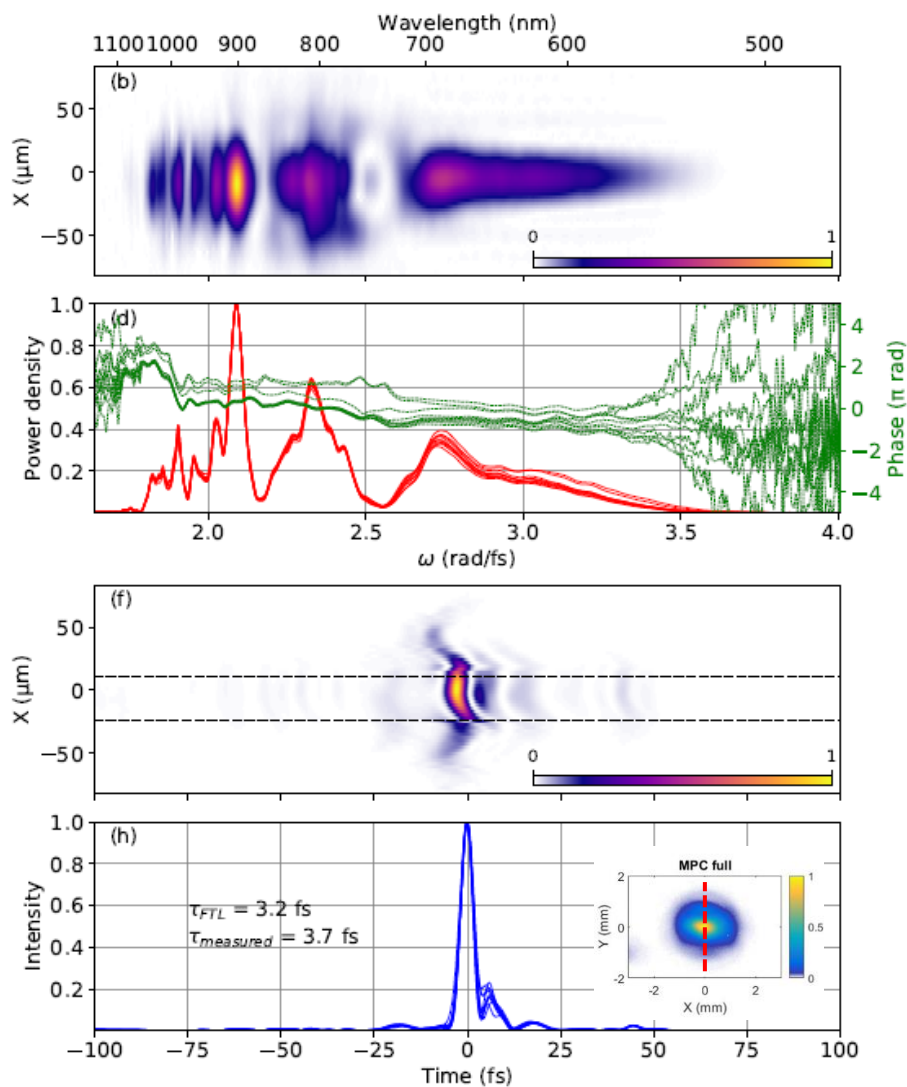 Wavelength (nm)
1100 1000 900 800 700 600 500
(b)
X (μm)
50
0
−50
0 1
(d)
Power density
1.0
0.8
0.6
0.4
0.2
Phase (π rad)
4
2
0
−2
−4
2.0 2.5 3.0 3.5 4.0
ω (rad/fs)
(f)
X (μm)
50
0
−50
0 1
(h)
Intensity
1.0
0.8
0.6
0.4
0.2
τFTL = 3.2 fs
τmeasured = 3.7 fs
MPC full
Y (mm)
2
0
-2
-2 0 2
X (mm)
1
0.5
0
−100 −75 −50 −25 0 25 50 75 100
Time (fs)